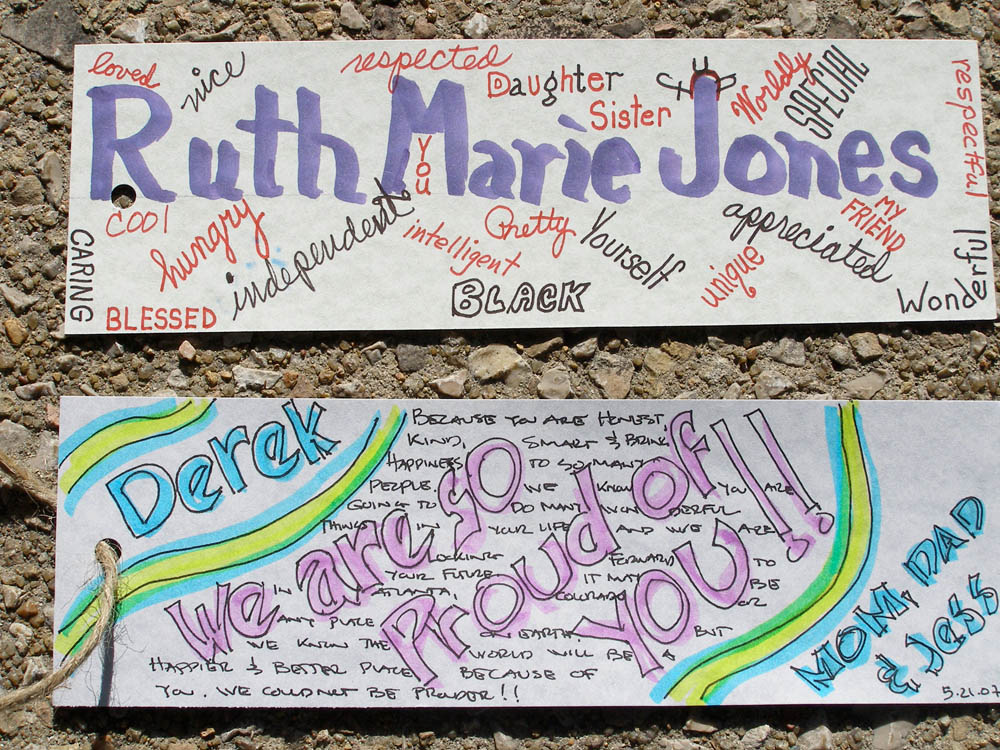 loved
nice
respected
Daughter
Sister
Worldly
SPECIAL
respectful
Ruth Marie Jones
You
cool
hungry
independent
intelligent
Pretty
Yourself
appreciated
MY
FRIEND
unique
Wonderful
CARING
BLESSED
BLACK
Derek
We are so
Proud of
YOU!!
BECAUSE YOU ARE HONEST,
KIND, SMART & BRING
HAPPINESS TO SO MANY
PEOPLE. WE KNOW YOU ARE
GOING TO DO MANY WONDERFUL
THINGS IN YOUR LIFE AND WE ARE
LOOKING FORWARD TO
YOUR FUTURE IT MAY BE
IN ATLANTA, COLORADO OR
ANY PLACE ON EARTH. BUT
WE KNOW THE WORLD WILL BE A
HAPPIER & BETTER PLACE BECAUSE OF
YOU. WE COULD NOT BE PROUDER!!
MOM, DAD
& Jess
5.21.07